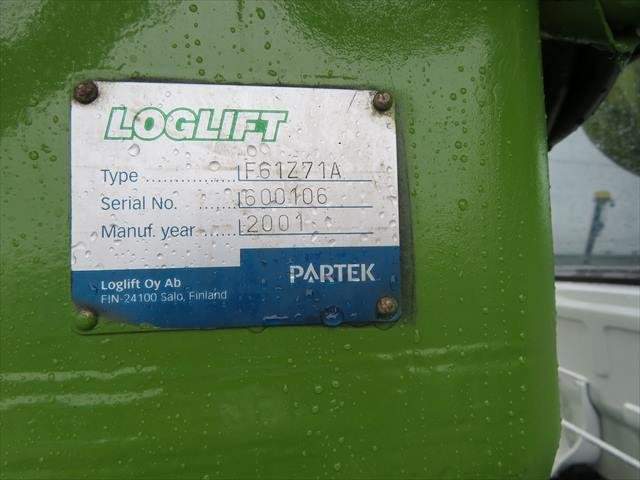 LOGLIFT
Type .................. F61Z71A
Serial No. ........ 600106
Manuf. year ..... 2001
PARTEK
Loglift Oy Ab
FIN-24100 Salo, Finland